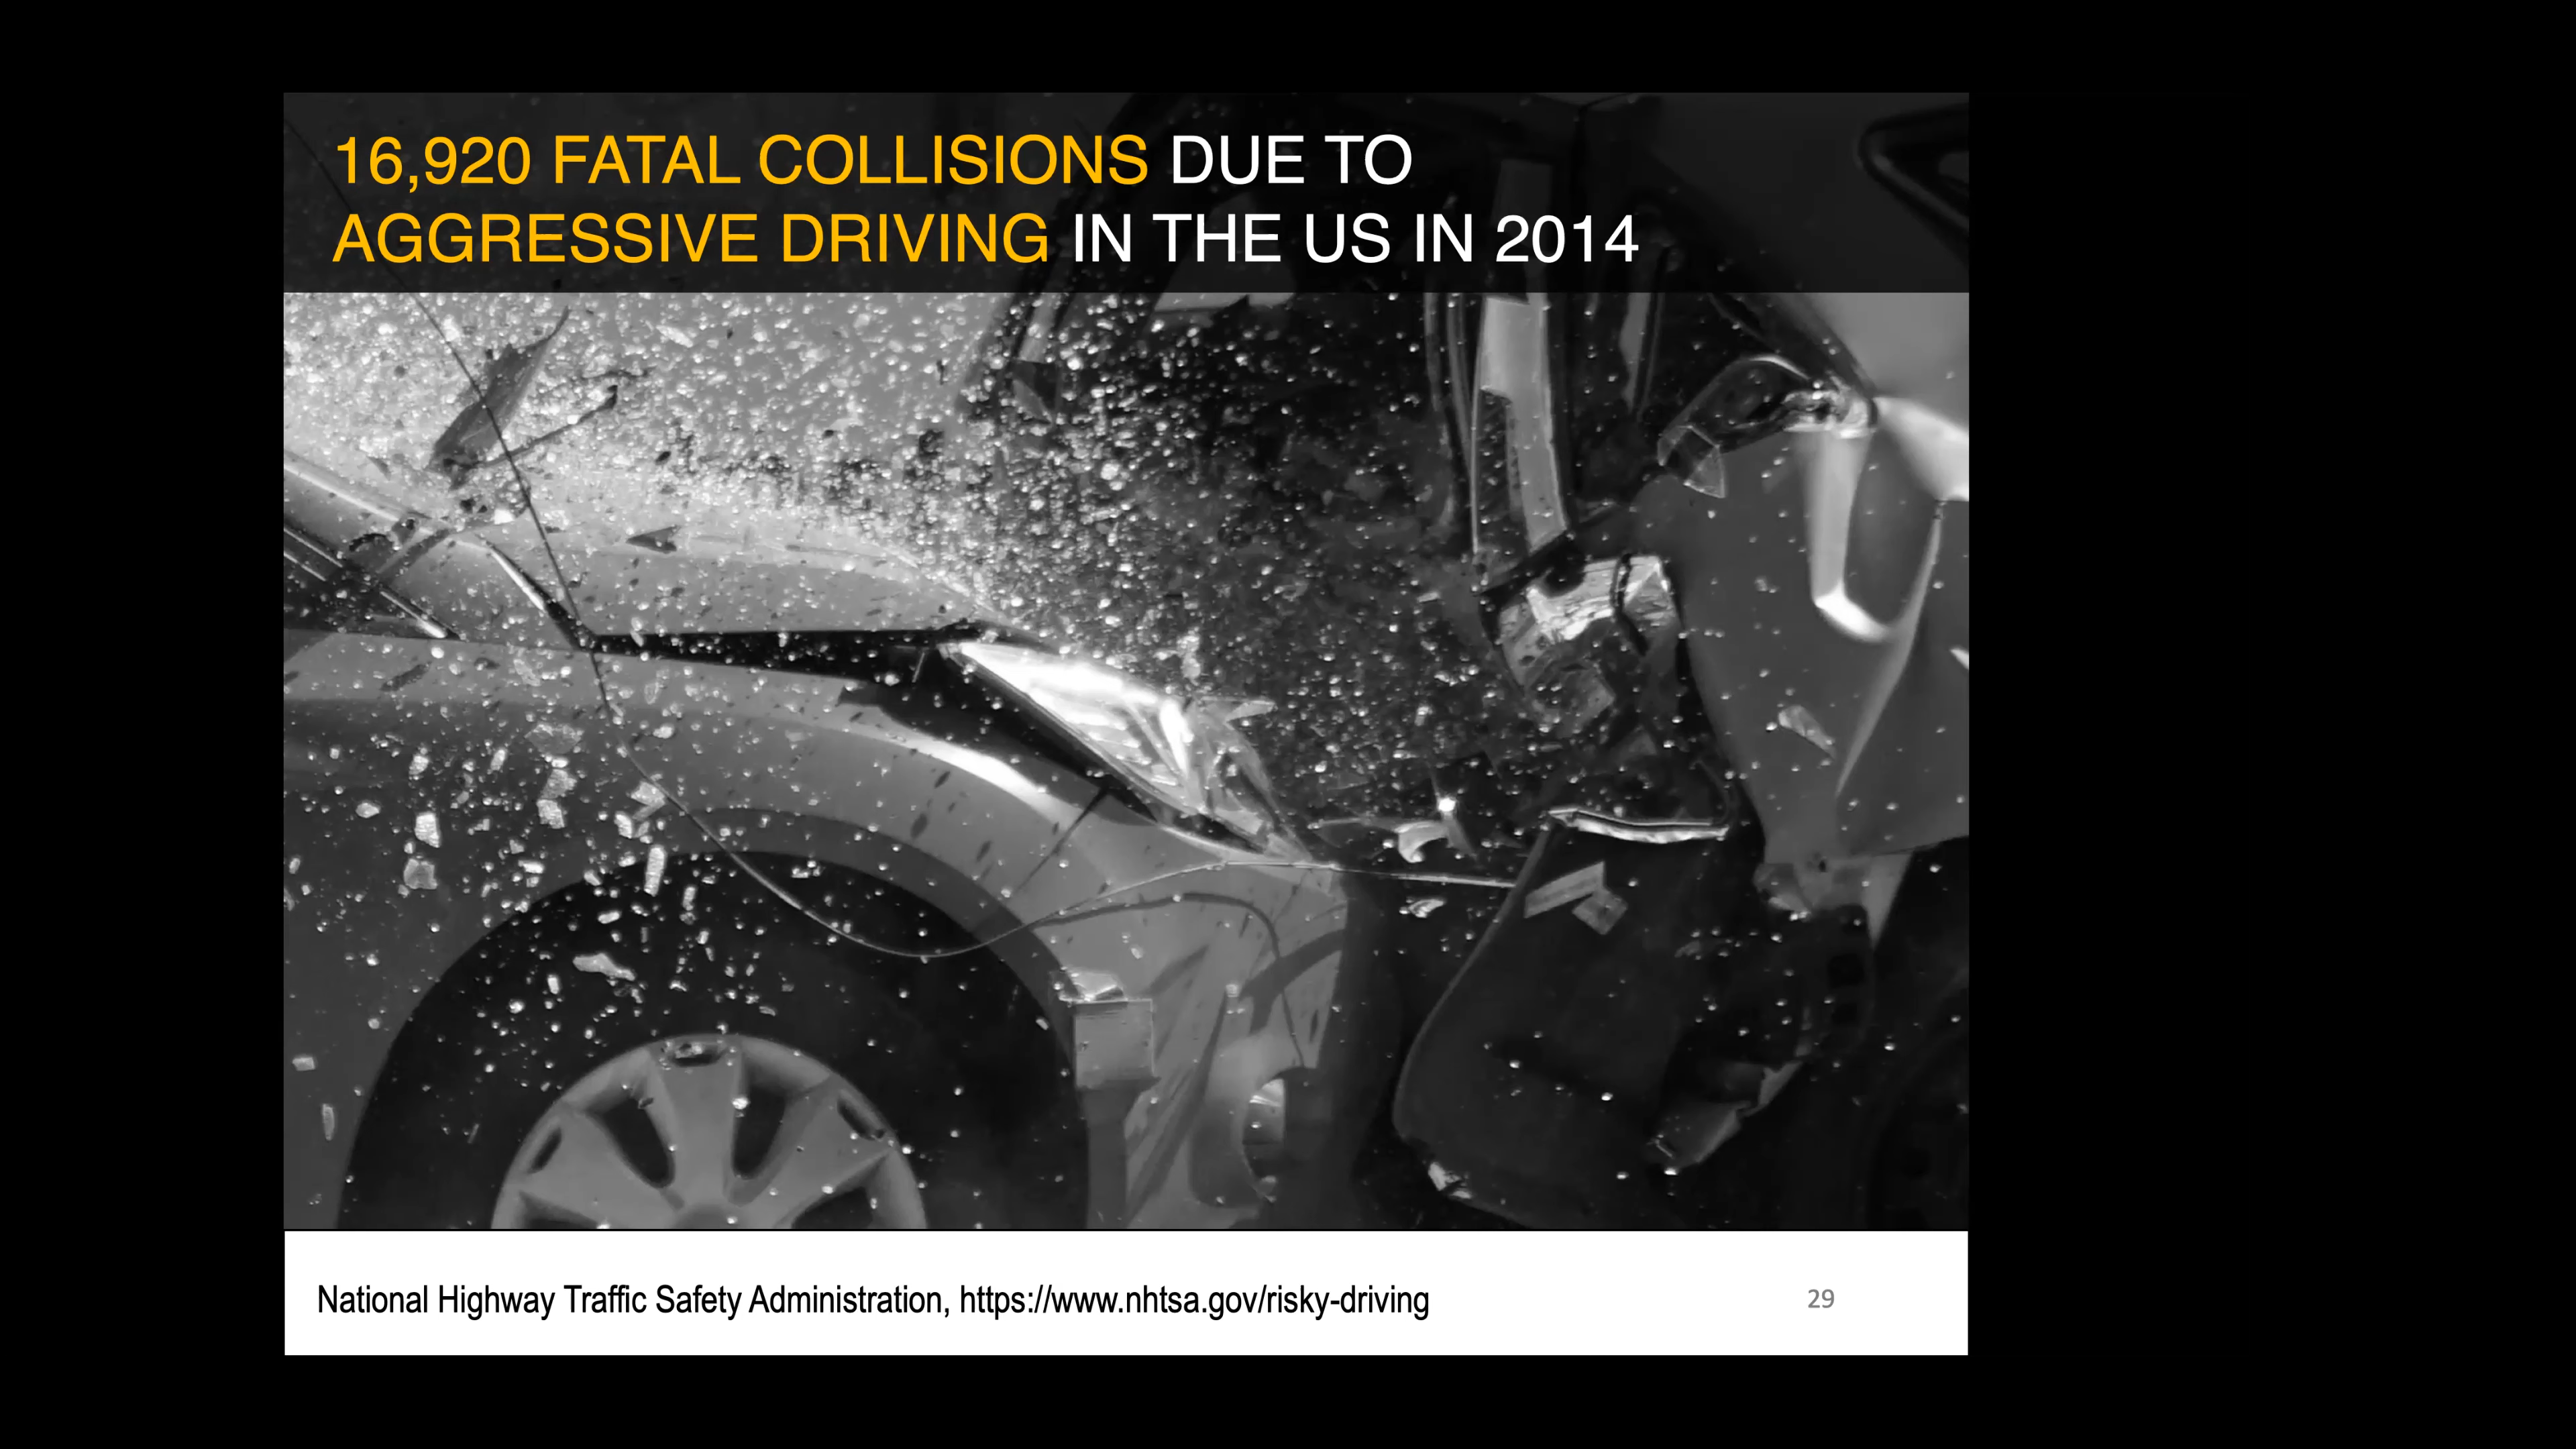 16,920 FATAL COLLISIONS DUE TO
AGGRESSIVE DRIVING IN THE US IN 2014
National Highway Traffic Safety Administration, https://www.nhtsa.gov/risky-driving
29